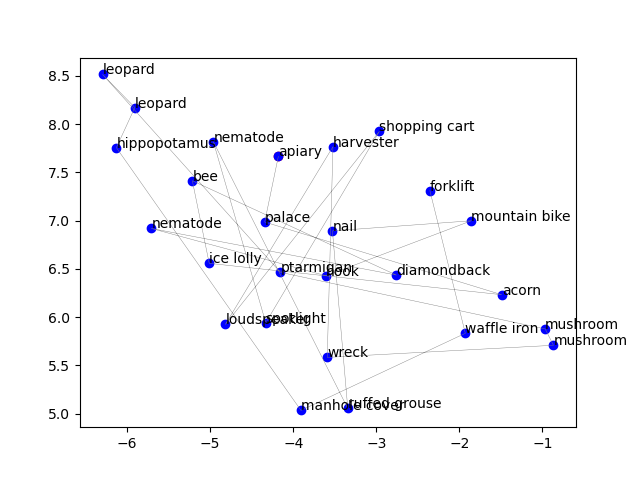 8.5
8.0
7.5
7.0
6.5
6.0
5.5
5.0
leopard
leopard
shopping cart
hippopotamus
nematode
harvester
apiary
bee
forklift
palace
mountain bike
nematode
nail
ice lolly
ptarmigan
hook
diamondback
acorn
loudspeaker
spotlight
waffle iron
mushroom
mushroom
wreck
manhole cover
ruffed grouse
−6
−5
−4
−3
−2
−1